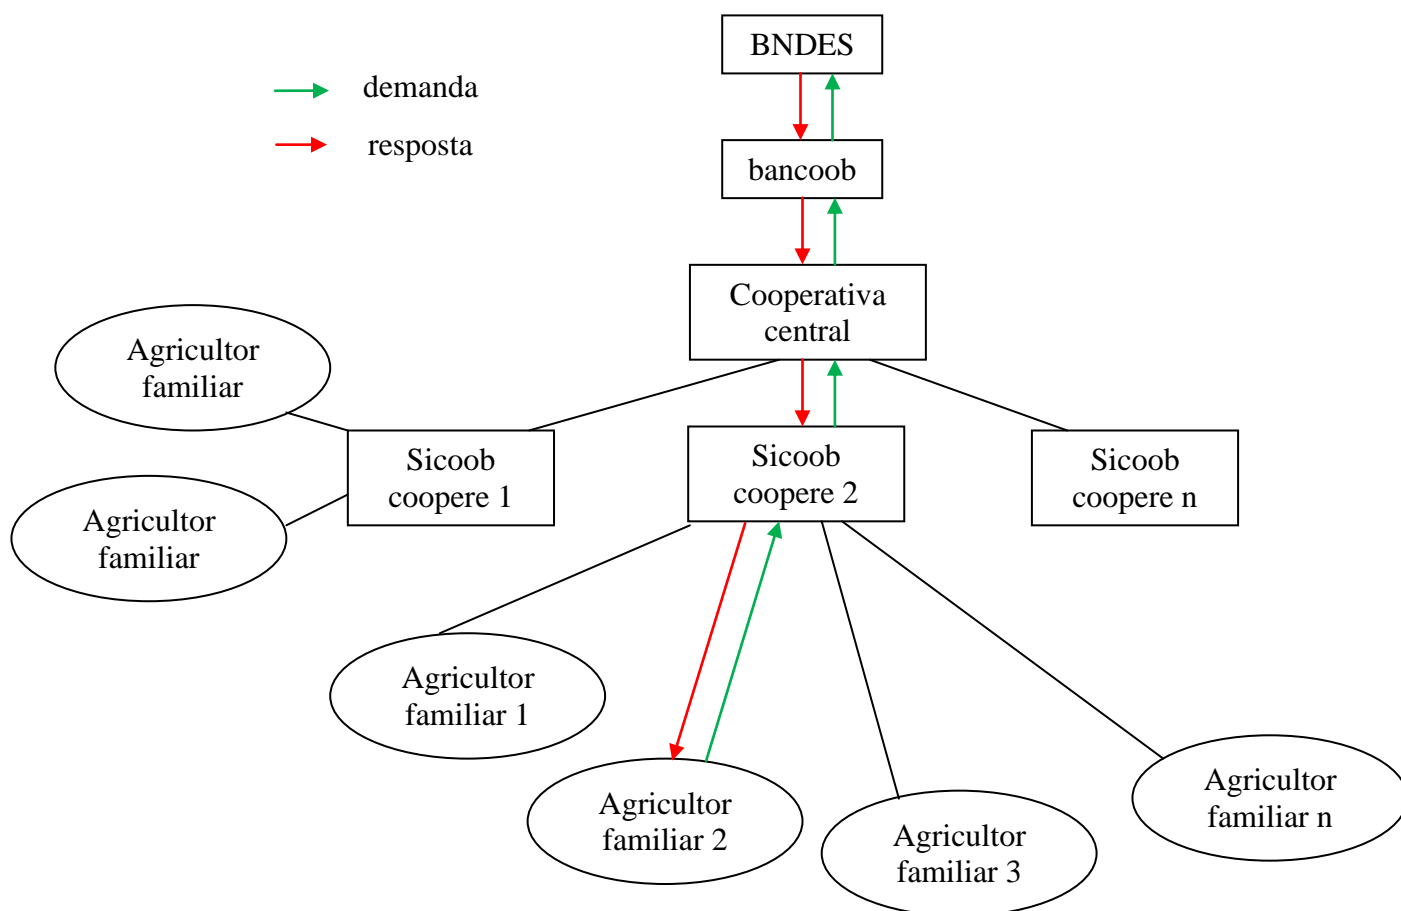 BNDES
demanda
resposta
bancoob
Cooperativa
central
Agricultor
familiar
Sicoob
coopere 1
Sicoob
coopere 2
Sicoob
coopere n
Agricultor
familiar
Agricultor
familiar 1
Agricultor
familiar 2
Agricultor
familiar 3
Agricultor
familiar n